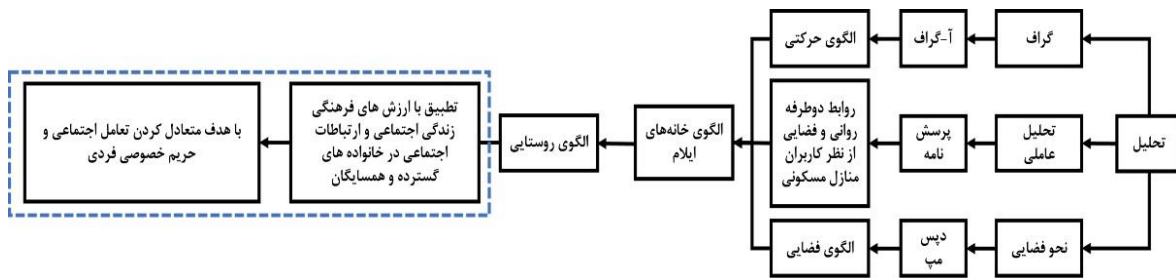 تحلیل
گراف
آ-گراف
الگوی حرکتی
تحلیل
عاملی
پرسش
نامه
روابط دوطرفه
روانی و فضایی
از نظر کاربران
منازل مسکونی
نحو فضایی
دپس
مپ
الگوی فضایی
الگوی خانه‌های
ایلام
الگوی روستایی
تطبیق با ارزش های فرهنگی
زندگی اجتماعی و ارتباطات
اجتماعی در خانواده های
گسترده و همسایگان
با هدف متعادل کردن تعامل اجتماعی و
حریم خصوصی فردی